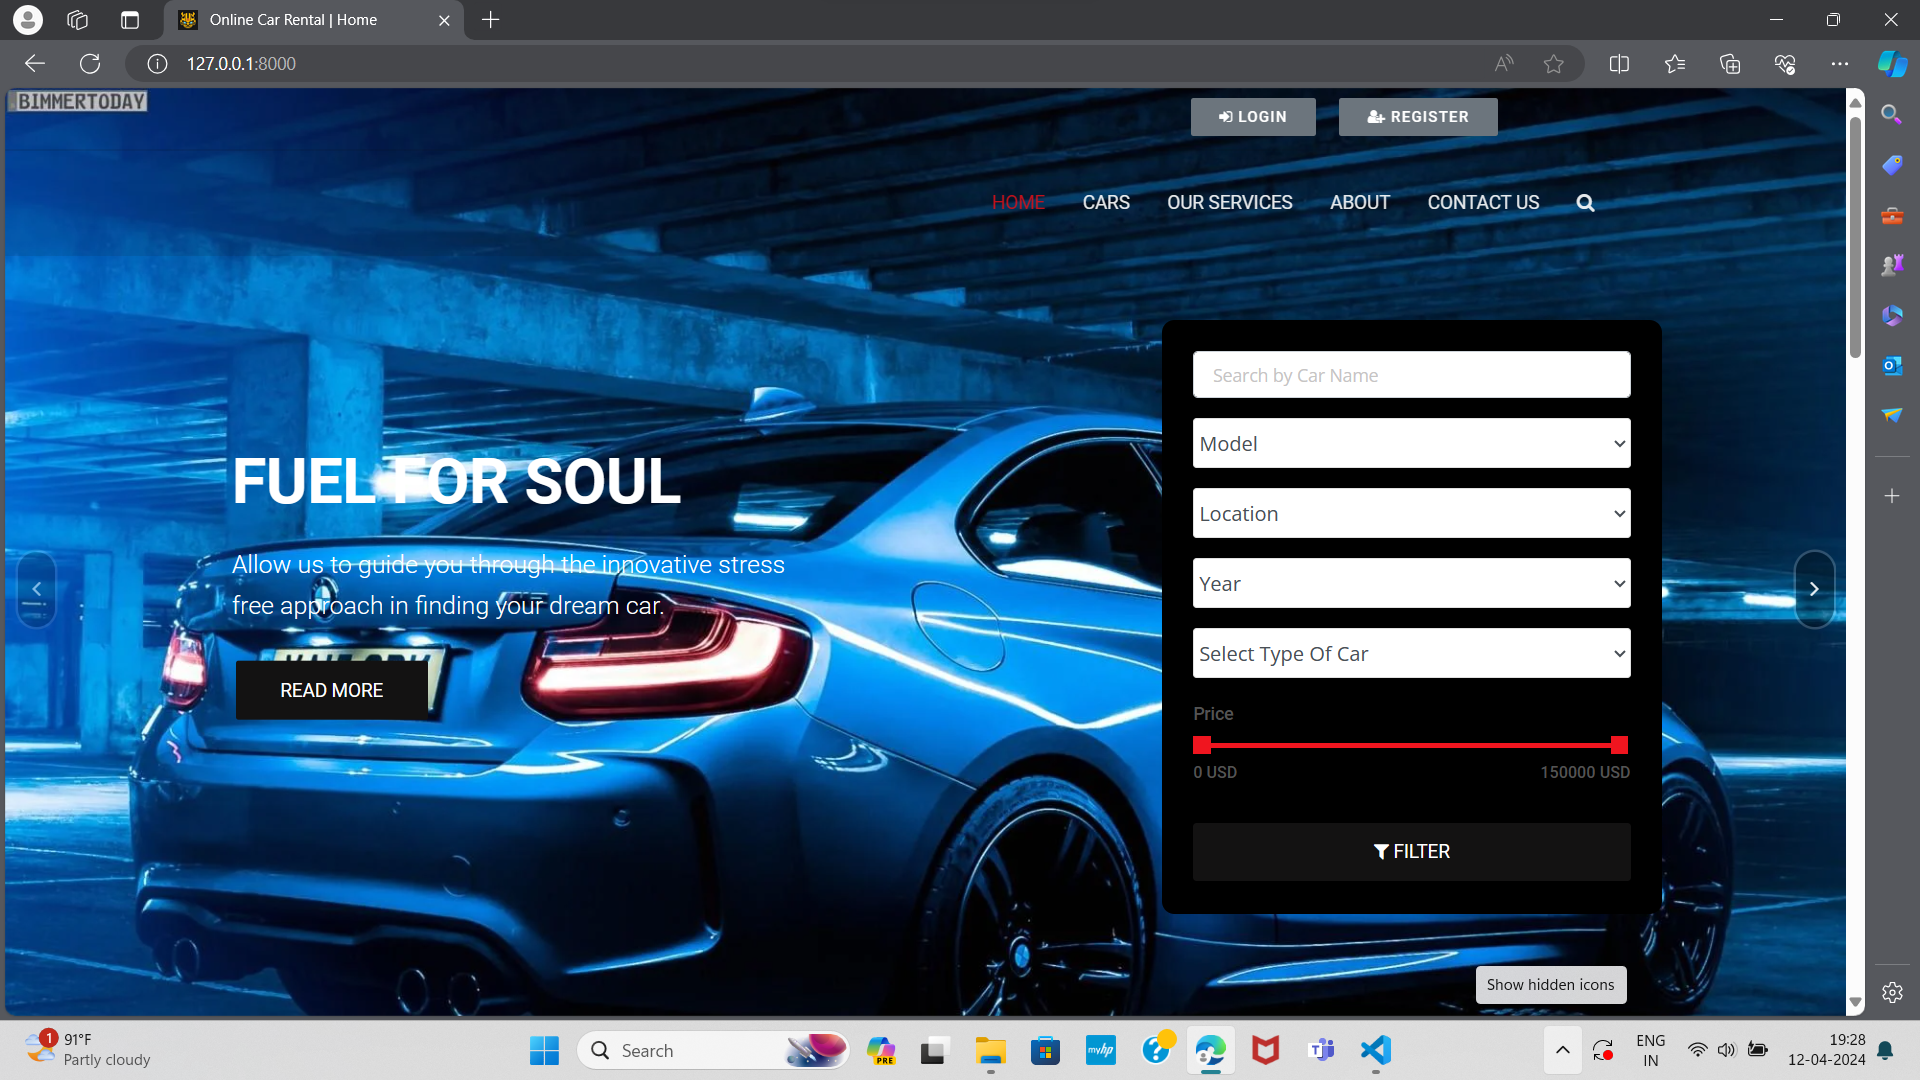 Online Car Rental | Home
127.0.0.1:8000
BIMMERTODAY
LOGIN
REGISTER
HOME
CARS
OUR SERVICES
ABOUT
CONTACT US
Search by Car Name
Model
Location
Year
Select Type Of Car
Price
0 USD
150000 USD
FILTER
FUEL FOR SOUL
Allow us to guide you through the innovative stress
free approach in finding your dream car.
READ MORE
Show hidden icons
1
91°F
Partly cloudy
Search
PRE
myhp
ENG
IN
19:28
12-04-2024